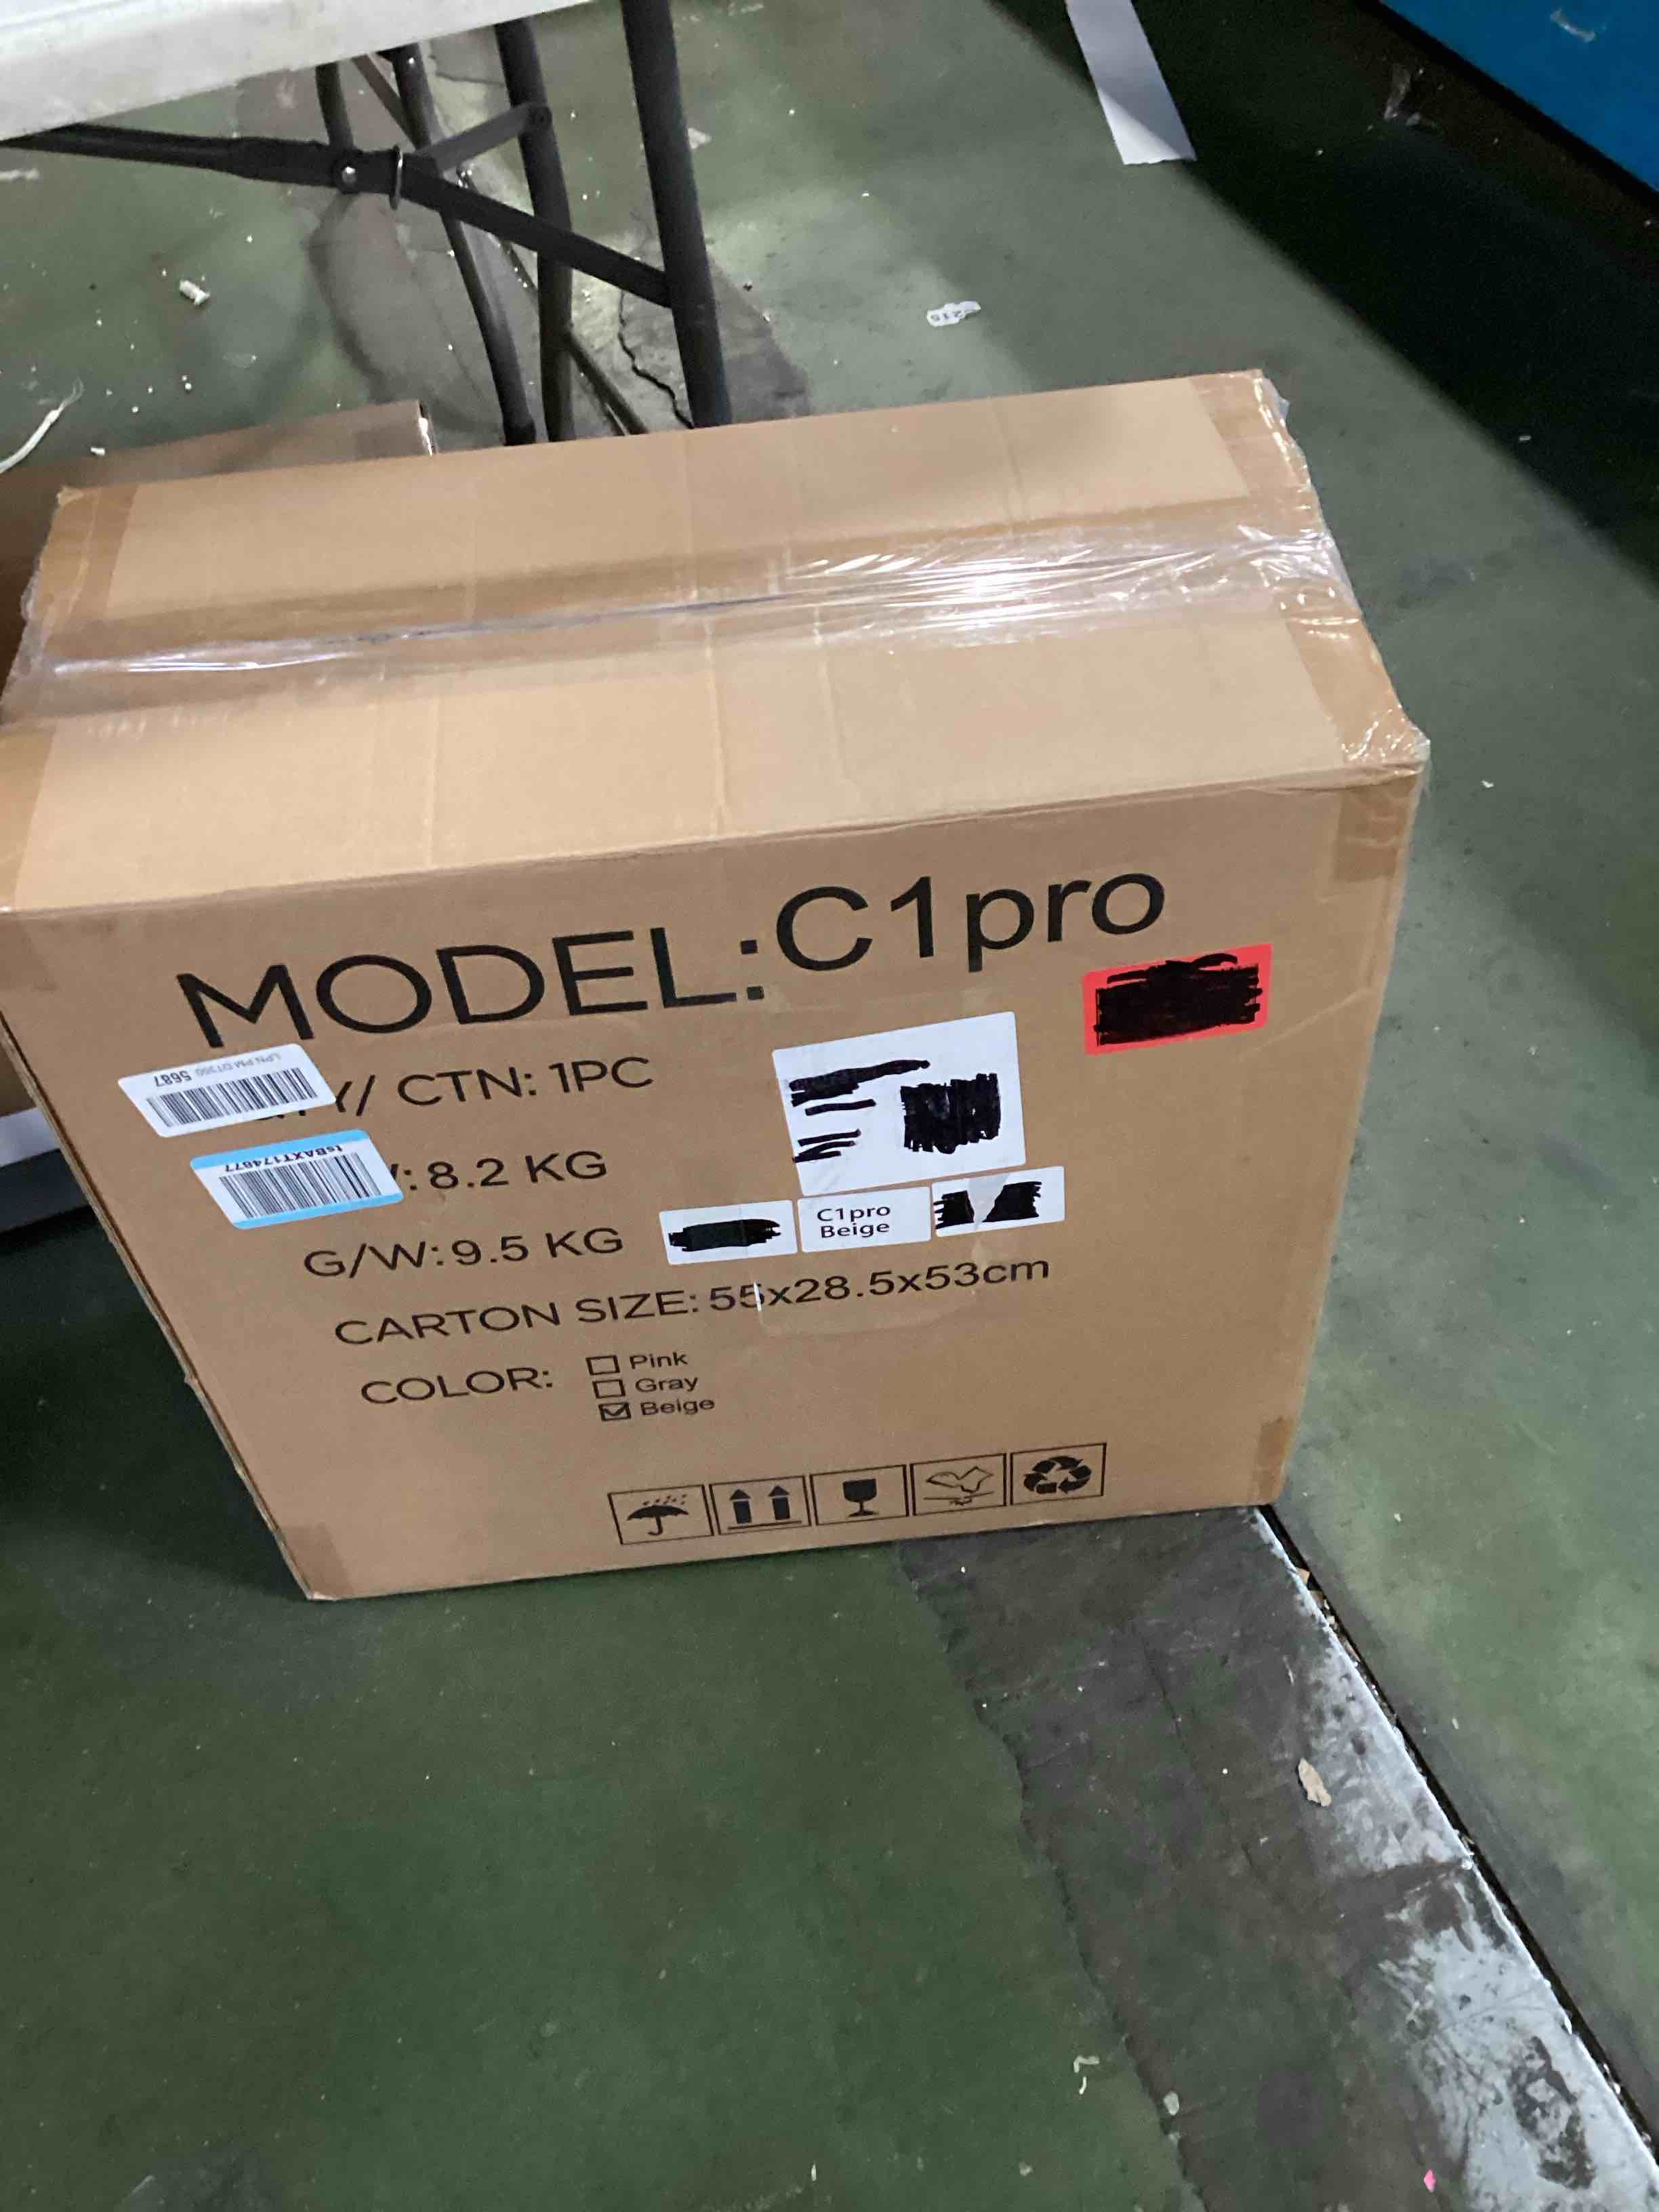 MODEL: C1pro
Y/ CTN: 1PC
: 8.2 KG
G/W: 9.5 KG
C1pro
Beige
CARTON SIZE: 55x28.5x53cm
COLOR:
Pink
Gray
Beige
5687